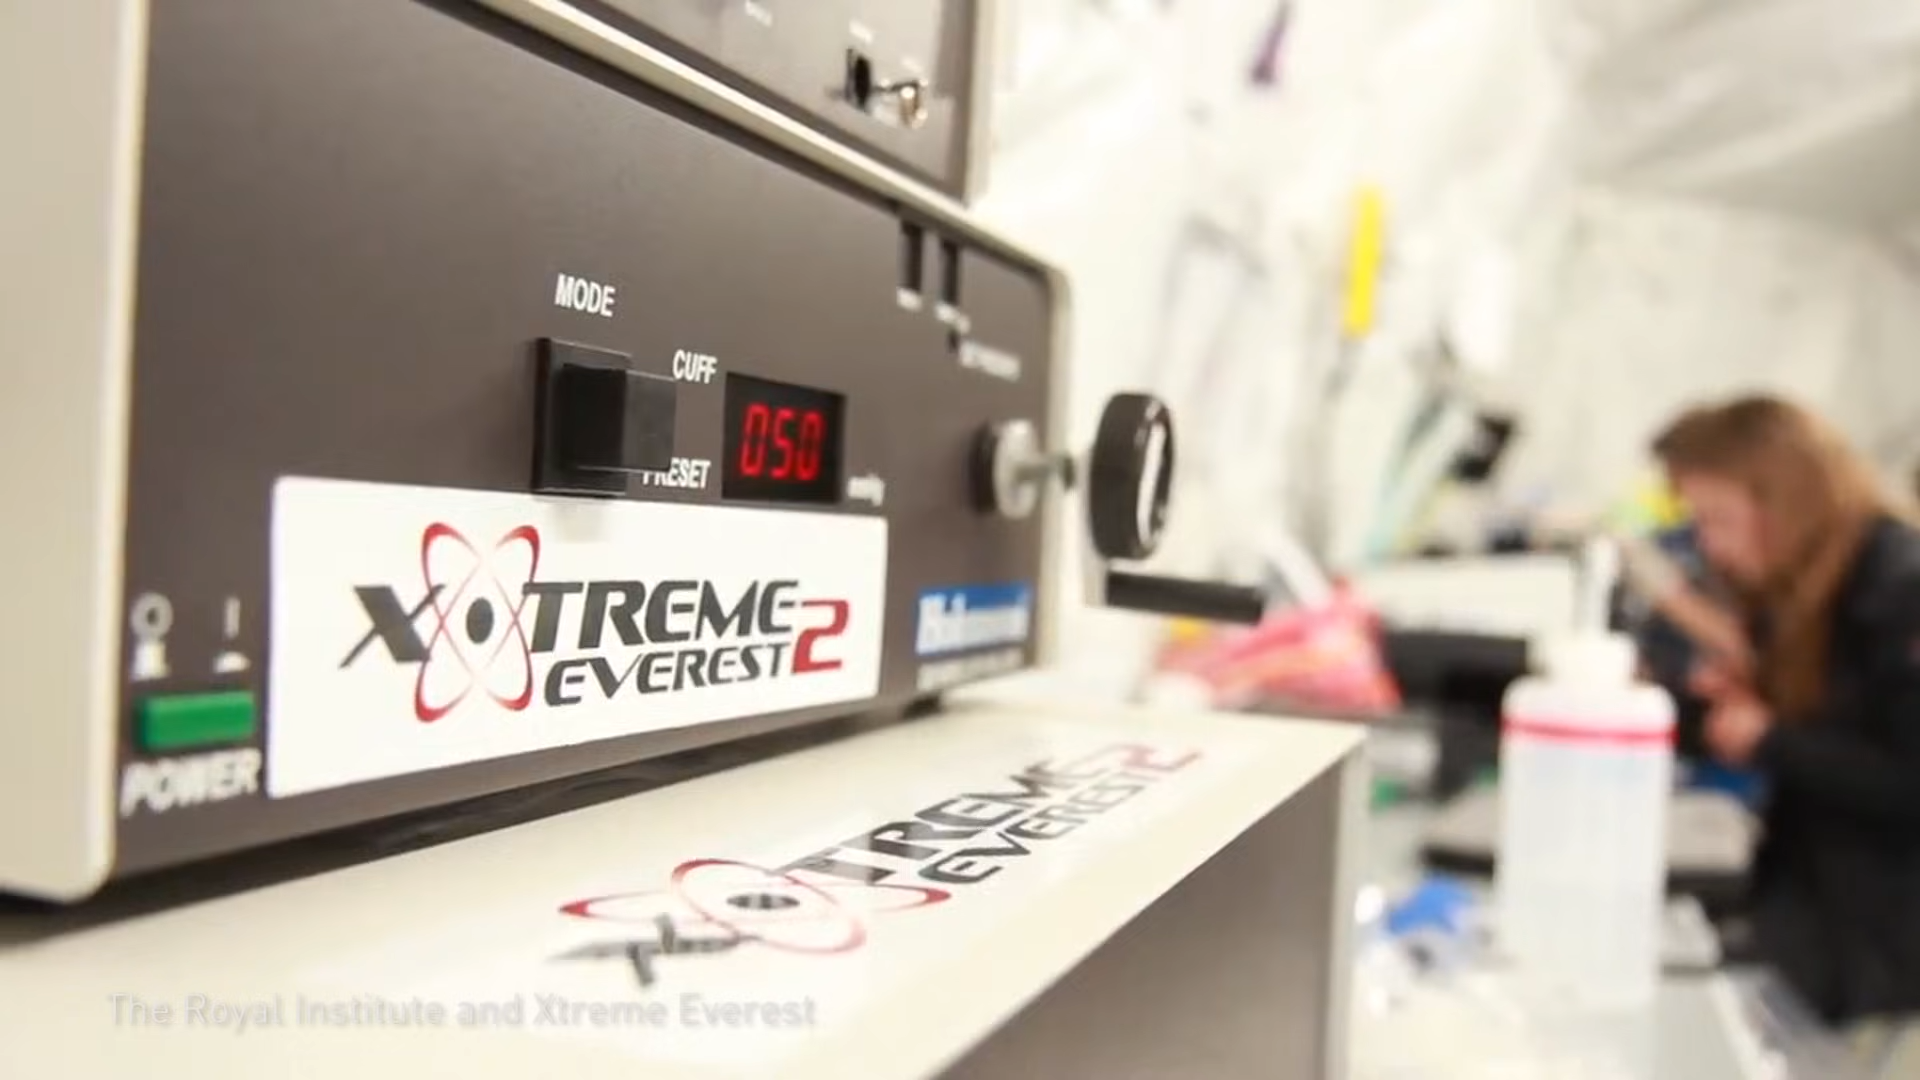 MODE
CUFF
050
PRESET
XTREME
EVEREST 2
POWER
XTREME
EVEREST 2
The Royal Institute and Xtreme Everest